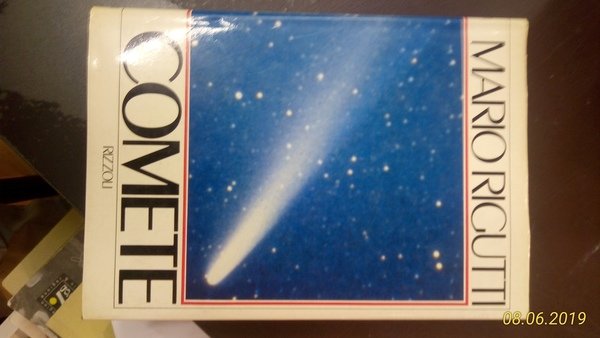 MARIO RIGUTTI
COMETE
RIZZOLI
08.06.2019